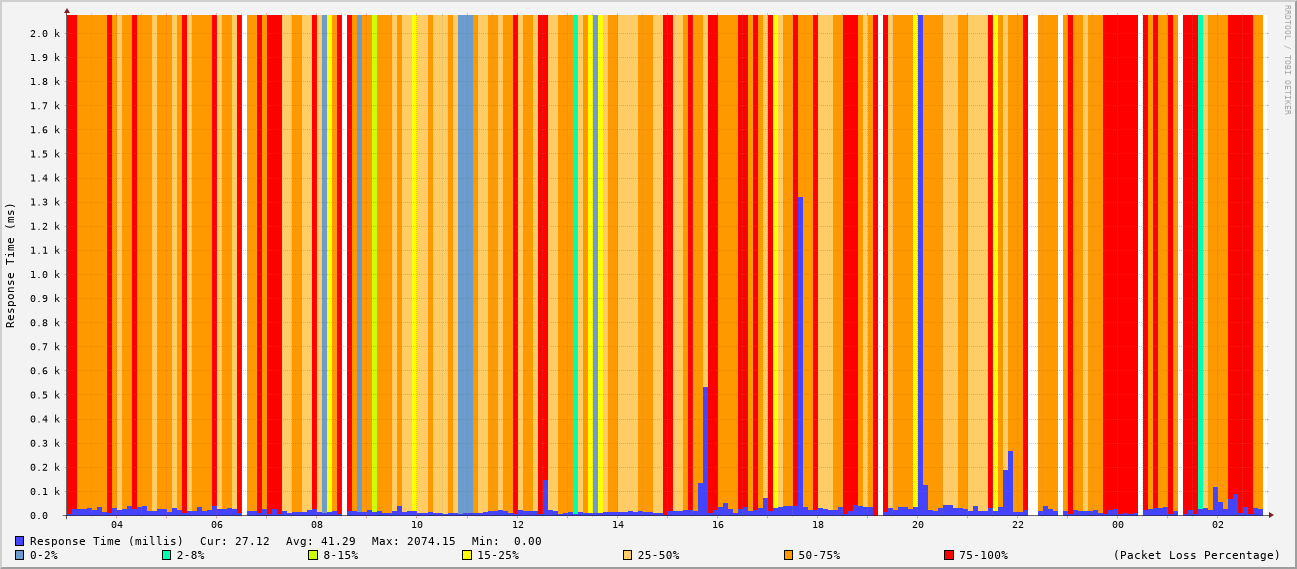 RRDTOOL / TOBI OETIKER
Response Time (ms)
2.0 k
1.9 k
1.8 k
1.7 k
1.6 k
1.5 k
1.4 k
1.3 k
1.2 k
1.1 k
1.0 k
0.9 k
0.8 k
0.7 k
0.6 k
0.5 k
0.4 k
0.3 k
0.2 k
0.1 k
0.0
04 06 08 10 12 14 16 18 20 22 00 02
Response Time (millis) Cur: 27.12 Avg: 41.29 Max: 2074.15 Min: 0.00
0-2% 2-8% 8-15% 15-25% 25-50% 50-75% 75-100% (Packet Loss Percentage)